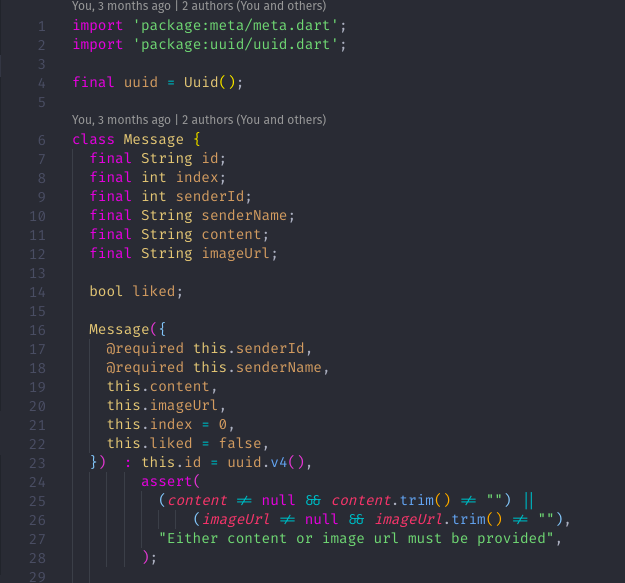 You, 3 months ago | 2 authors (You and others)
1 import 'package:meta/meta.dart';
2 import 'package:uuid/uuid.dart';
3
4 final uuid = Uuid();
5
You, 3 months ago | 2 authors (You and others)
6 class Message {
7   final String id;
8   final int index;
9   final int senderId;
10   final String senderName;
11   final String content;
12   final String imageUrl;
13
14   bool liked;
15
16   Message({
17     @required this.senderId,
18     @required this.senderName,
19     this.content,
20     this.imageUrl,
21     this.index = 0,
22     this.liked = false,
23   })  : this.id = uuid.v4(),
24         assert(
25           (content != null && content.trim() != "") ||
26               (imageUrl != null && imageUrl.trim() != ""),
27           "Either content or image url must be provided",
28         );
29